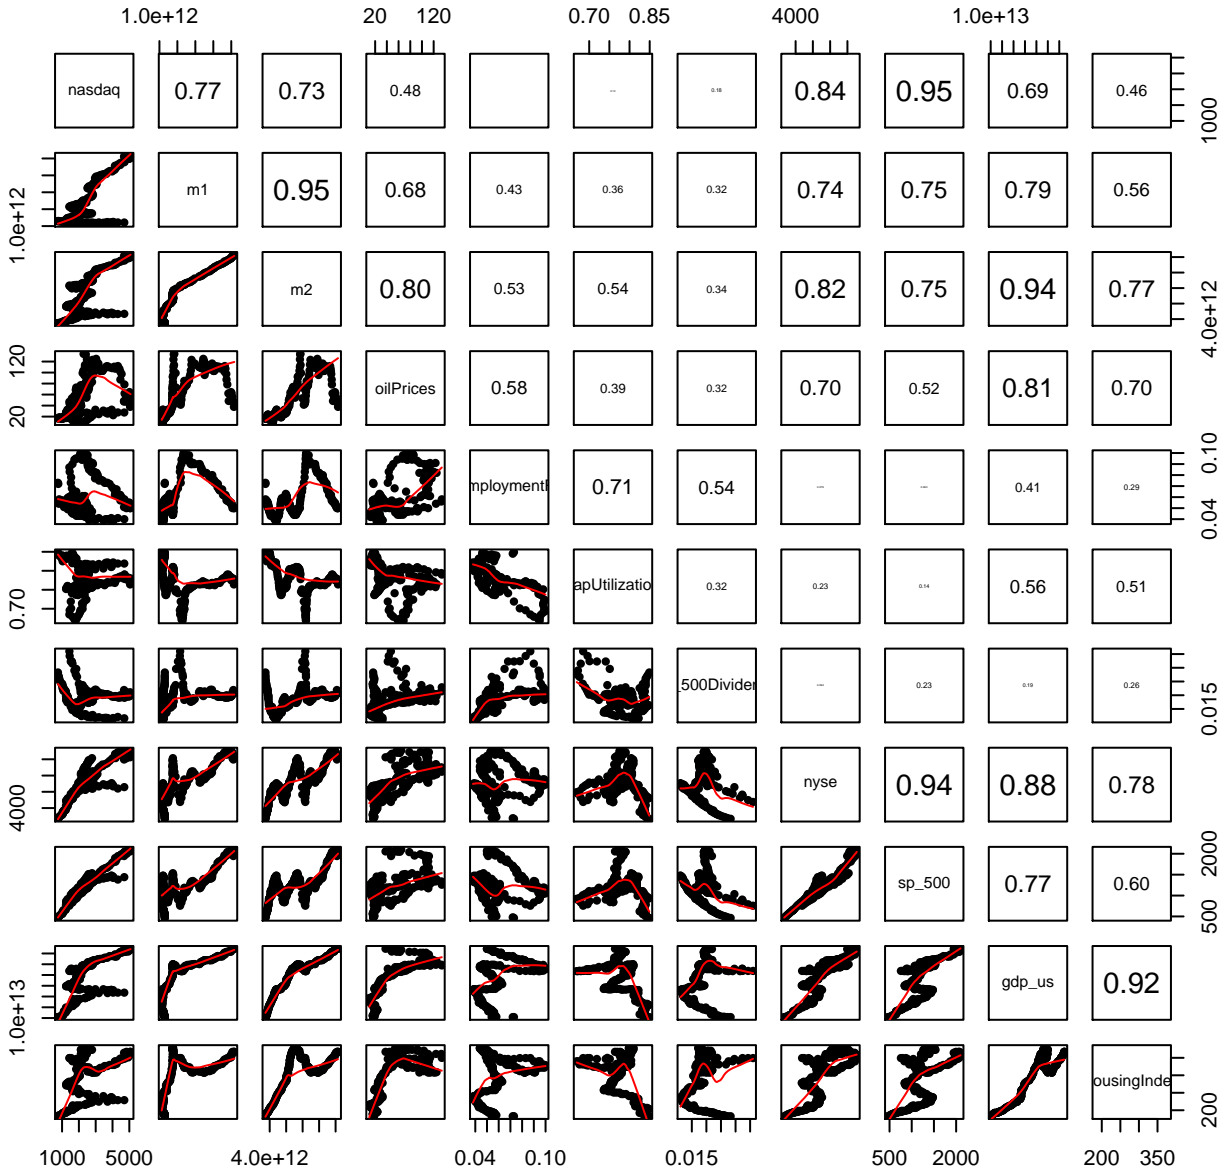 1.0e+12 20 120 0.70 0.85 4000 1.0e+13
nasdaq 0.77 0.73 0.48 0.18 0.84 0.95 0.69 0.46 1000
1.0e+12 m1 0.95 0.68 0.43 0.36 0.32 0.74 0.75 0.79 0.56
m2 0.80 0.53 0.54 0.34 0.82 0.75 0.94 0.77 4.0e+12
20 120 oilPrices 0.58 0.39 0.32 0.70 0.52 0.81 0.70
mploymentR 0.71 0.54 0.41 0.29 0.04 0.10
0.70 apUtilizatio 0.32 0.23 0.14 0.56 0.51
_500Divider 0.23 0.19 0.26 0.015
4000 nyse 0.94 0.88 0.78
sp_500 0.77 0.60 500 2000
1.0e+13 gdp_us 0.92
ousingInde 200
1000 5000 4.0e+12 0.04 0.10 0.015 500 2000 200 350